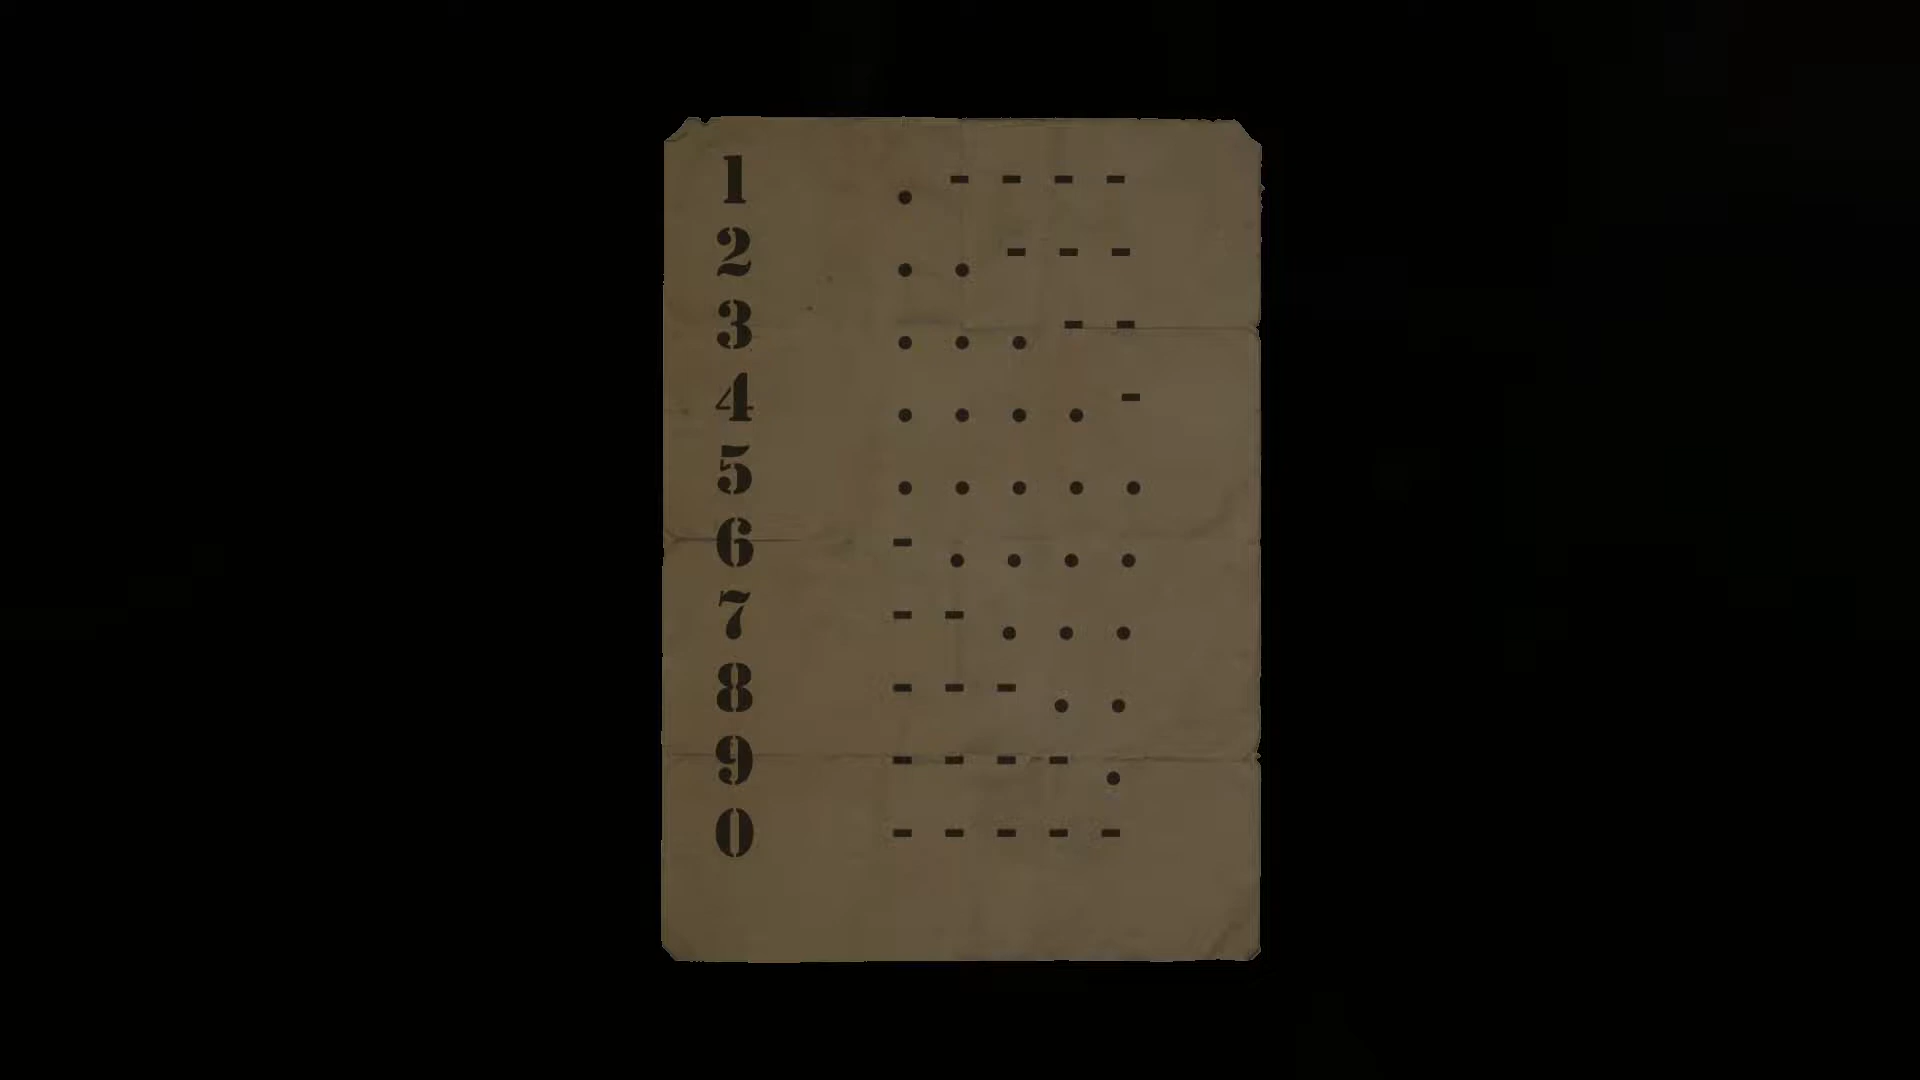 1 . - - - -
2 . . - - -
3 . . . - -
4 . . . . -
5 . . . . .
6 - . . . .
7 - - . . .
8 - - - . .
9 - - - - .
0 - - - - -